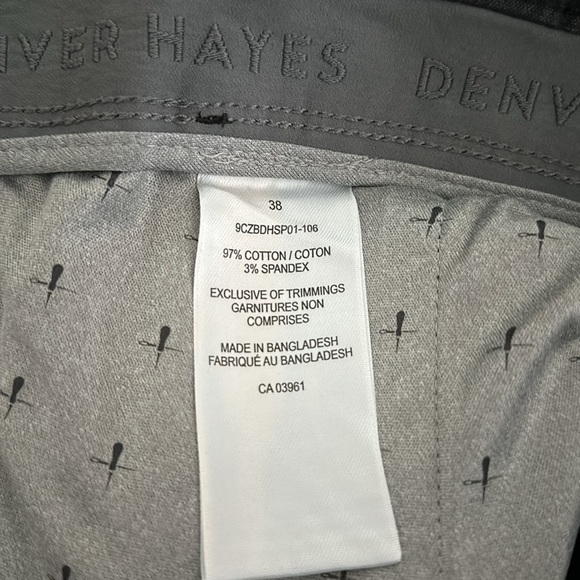 NVER HAYES DENV
38
9CZBDHSP01-106
97% COTTON / COTON
3% SPANDEX
EXCLUSIVE OF TRIMMINGS
GARNITURES NON
COMPRISES
MADE IN BANGLADESH
FABRIQUÉ AU BANGLADESH
CA 03961